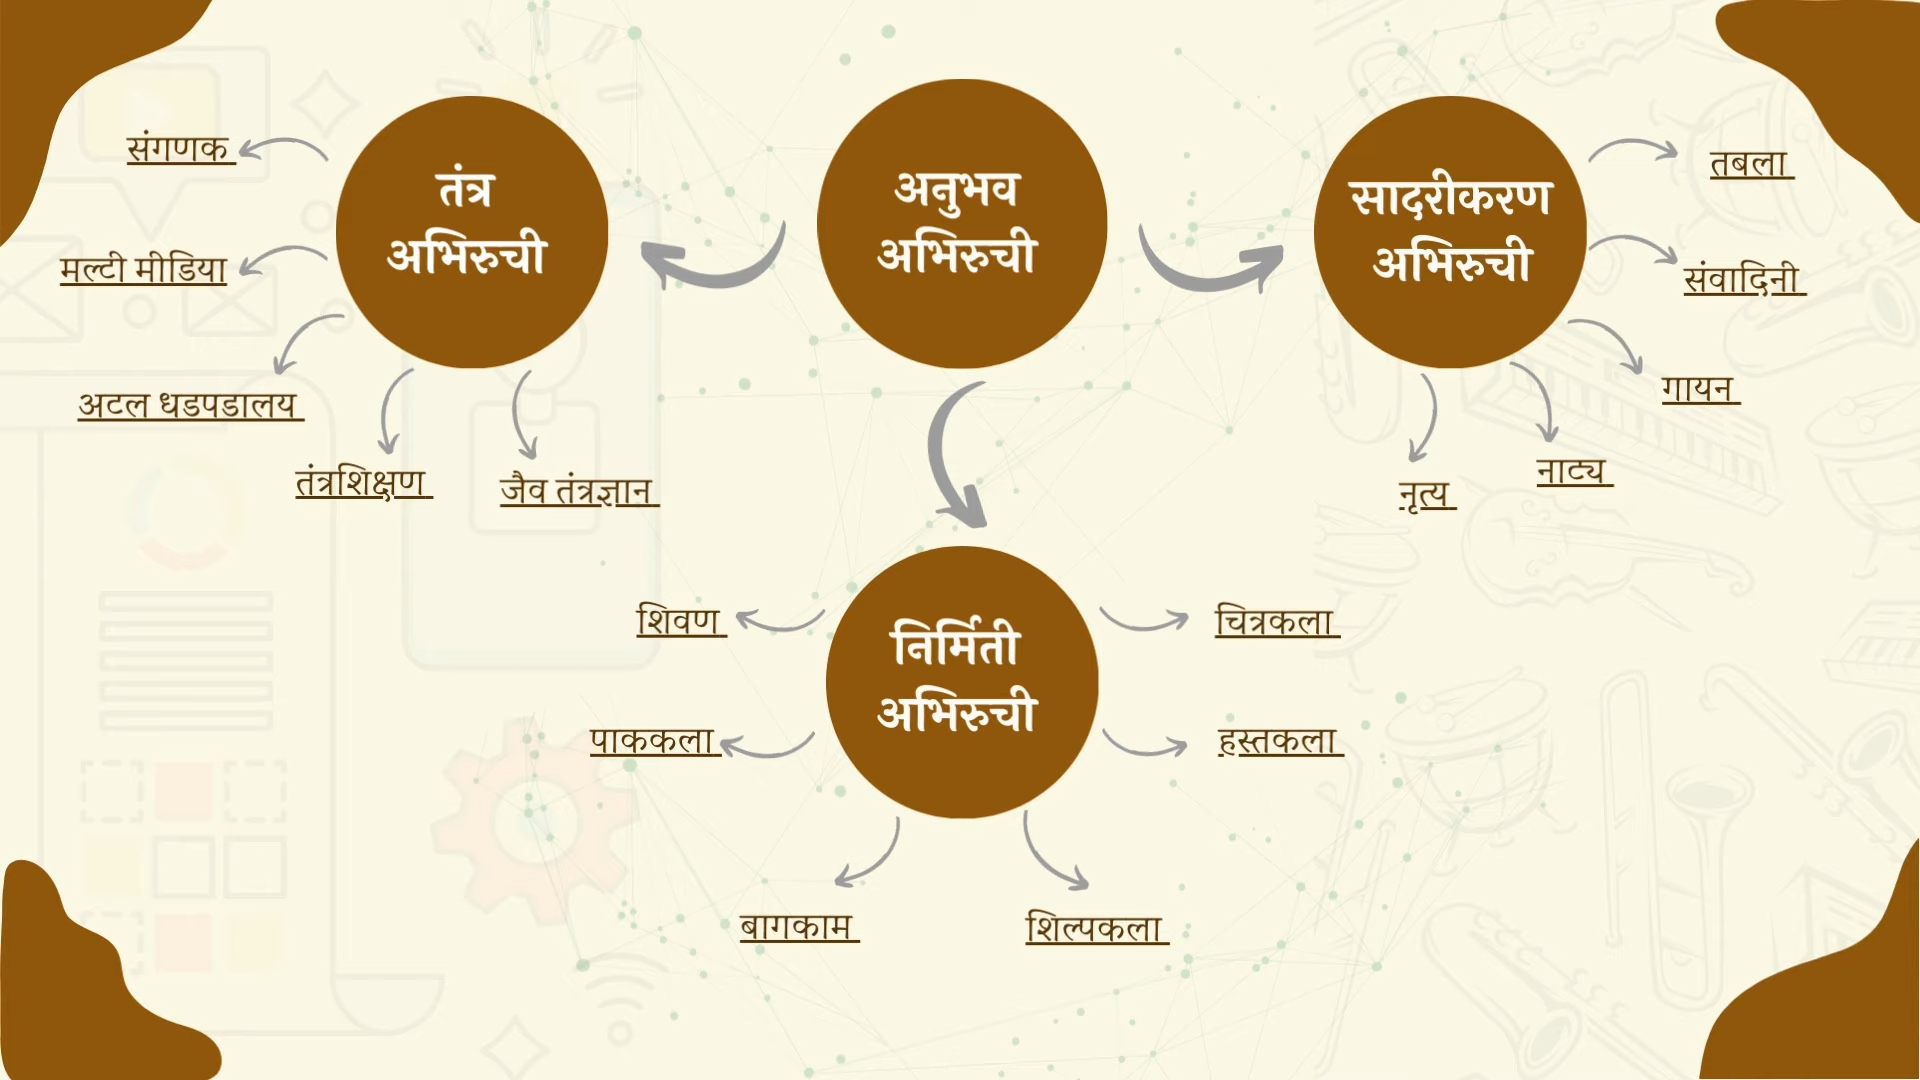 तंत्र
अभिरुची
संगणक
मल्टी मीडिया
अटल धडपडालय
तंत्रशिक्षण
जैव तंत्रज्ञान
अनुभव
अभिरुची
सादरीकरण
अभिरुची
तबला
संवादिनी
गायन
नाट्य
नृत्य
निर्मिती
अभिरुची
शिवण
पाककला
बागकाम
शिल्पकला
हस्तकला
चित्रकला